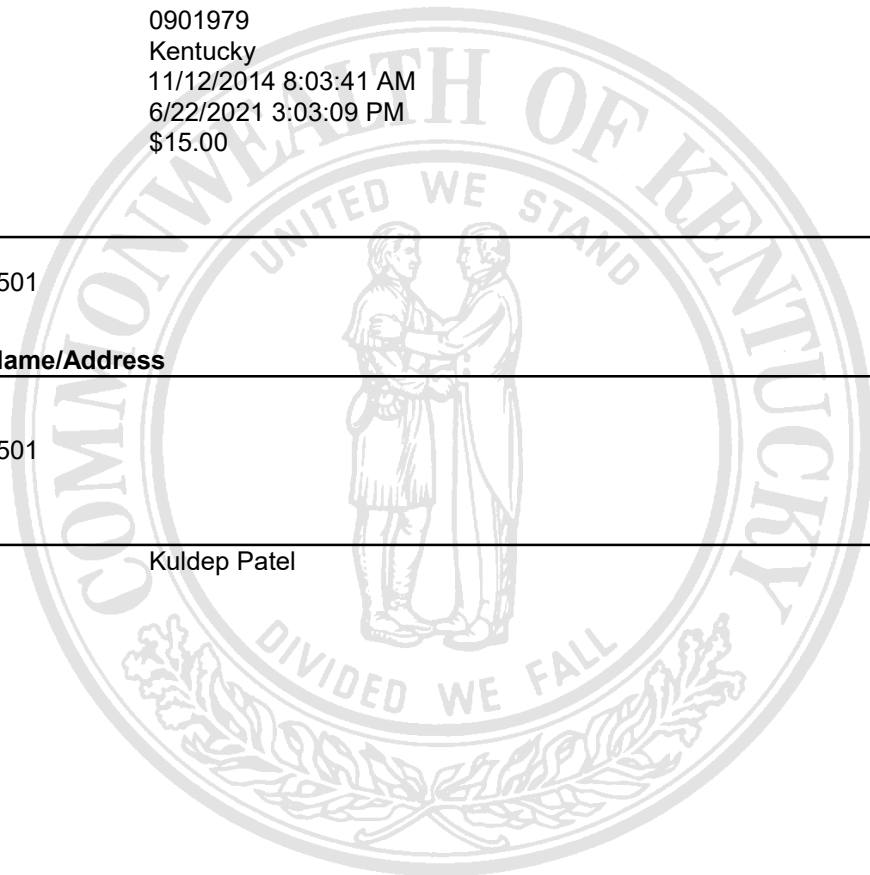 0901979
Kentucky
11/12/2014 8:03:41 AM
6/22/2021 3:03:09 PM
$15.00
501
ame/Address
501
Kuldep Patel
COMMONWEALTH OF KENTUCKY
UNITED WE STAND
DIVIDED WE FALL